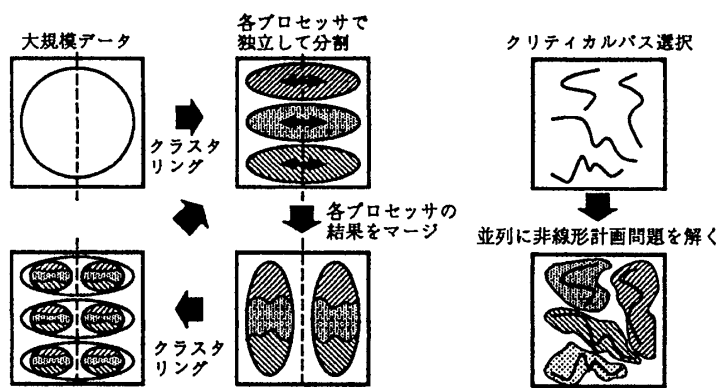 大規模データ
各プロセッサで
独立して分割
クラスタ
リング
各プロセッサの
結果をマージ
クラスタ
リング
クリティカルパス選択
並列に非線形計画問題を解く